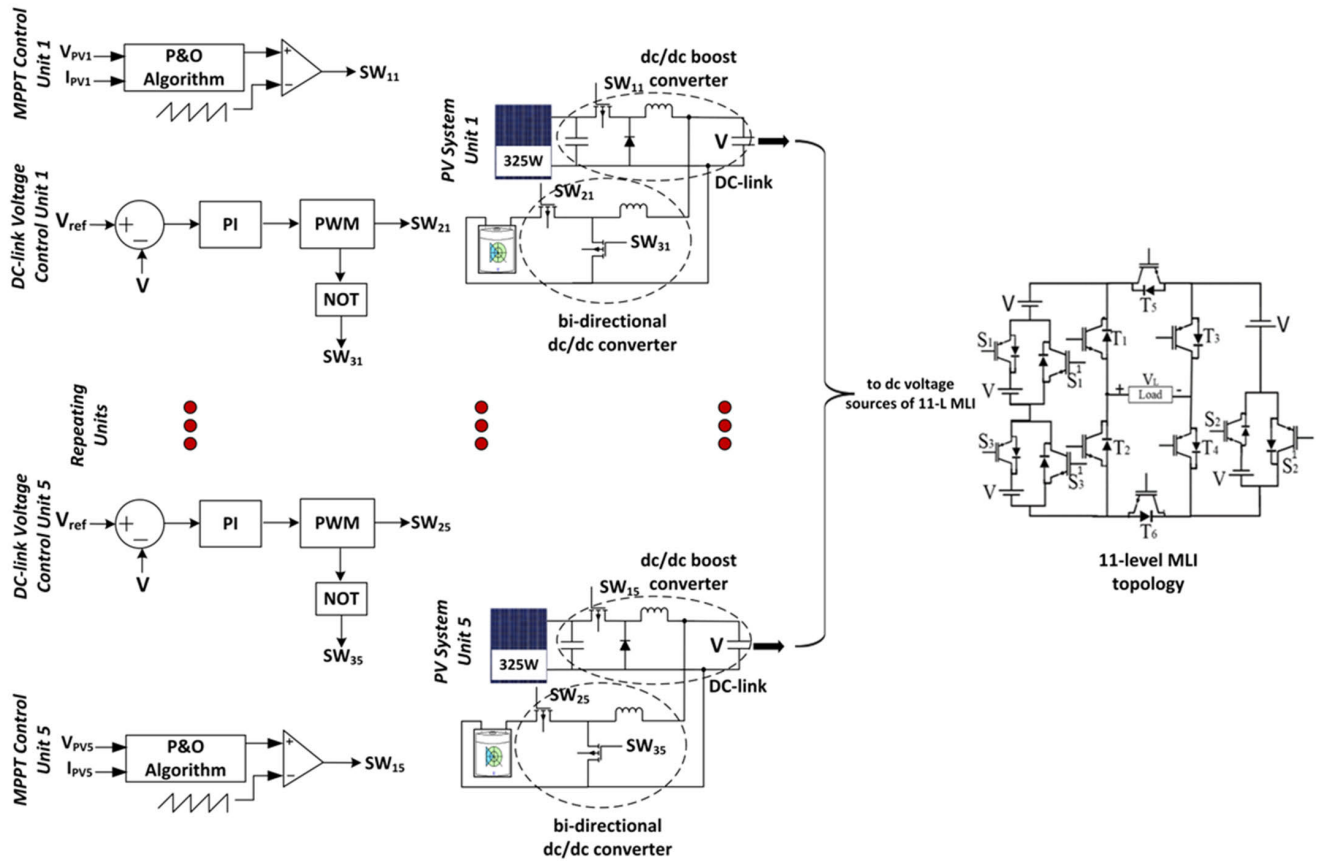 MPPT Control
Unit 1
V_PV1
I_PV1
P&O
Algorithm
+
−
SW₁₁
DC-link Voltage
Control Unit 1
V_ref
+
−
V
PI
PWM
SW₂₁
NOT
SW₃₁
PV System
Unit 1
325W
dc/dc boost
converter
SW₁₁
V
DC-link
SW₂₁
SW₃₁
bi-directional
dc/dc converter
Repeating
Units
DC-link Voltage
Control Unit 5
V_ref
+
−
V
PI
PWM
SW₂₅
NOT
SW₃₅
MPPT Control
Unit 5
V_PV5
I_PV5
P&O
Algorithm
+
−
SW₁₅
PV System
Unit 5
325W
dc/dc boost
converter
SW₁₅
V
DC-link
SW₂₅
SW₃₅
bi-directional
dc/dc converter
to dc voltage
sources of 11-L MLI
V
T₅
V
S₁
T₁
T₃
S₁
V
+ V_L -
Load
S₃
T₂
T₄
S₂
S₃
V
V
S₂
T₆
11-level MLI
topology